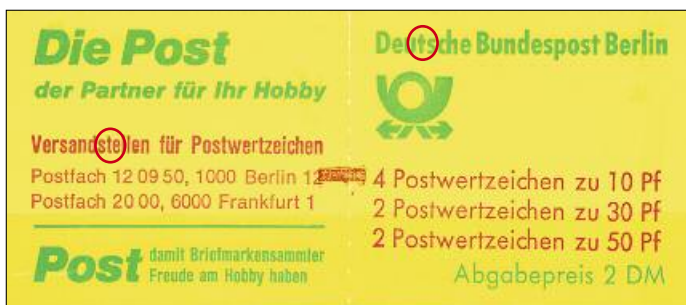 Die Post
der Partner für Ihr Hobby
Versandstellen für Postwertzeichen
Postfach 12 09 50, 1000 Berlin 12
Postfach 20 00, 6000 Frankfurt 1
Post damit Briefmarkensammler
Freude am Hobby haben
Deutsche Bundespost Berlin
4 Postwertzeichen zu 10 Pf
2 Postwertzeichen zu 30 Pf
2 Postwertzeichen zu 50 Pf
Abgabepreis 2 DM